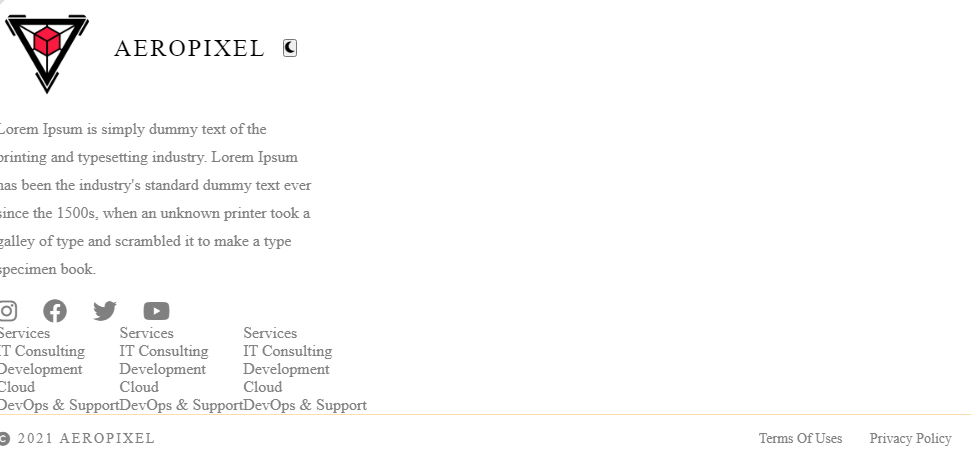 AEROPIXEL
Lorem Ipsum is simply dummy text of the
printing and typesetting industry. Lorem Ipsum
has been the industry's standard dummy text ever
since the 1500s, when an unknown printer took a
galley of type and scrambled it to make a type
specimen book.
Services Services Services
IT Consulting IT Consulting IT Consulting
Development Development Development
Cloud Cloud Cloud
DevOps & Support DevOps & Support DevOps & Support
© 2021 AEROPIXEL Terms Of Uses Privacy Policy